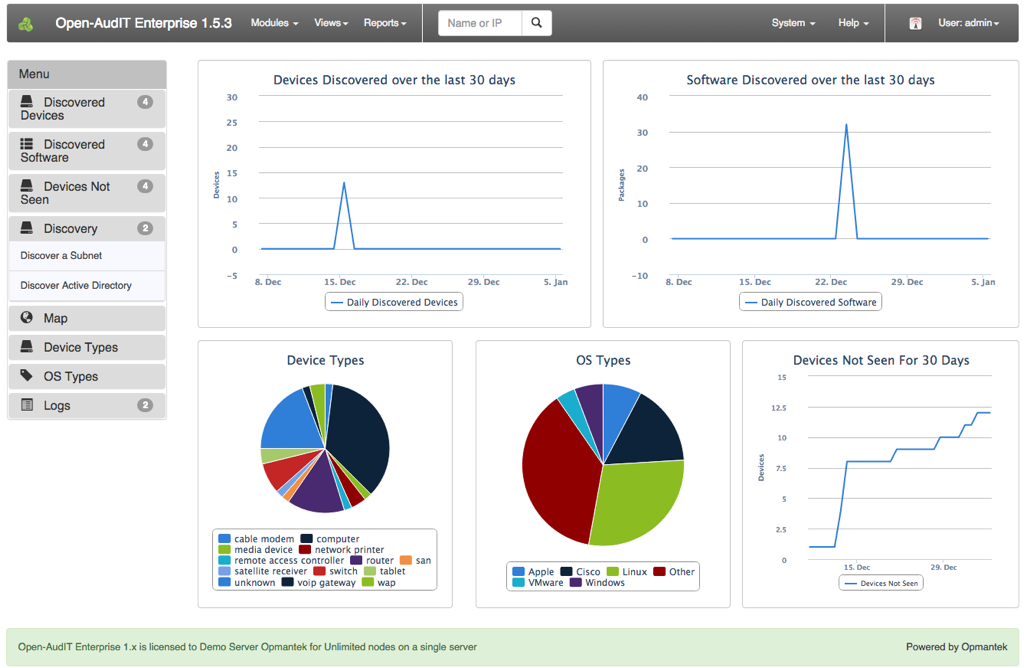 Open-AudIT Enterprise 1.5.3 Modules Views Reports Name or IP System Help User: admin
Menu
Discovered Devices 4
Discovered Software 4
Devices Not Seen 4
Discovery 2
Discover a Subnet
Discover Active Directory
Map
Device Types
OS Types
Logs 2
Devices Discovered over the last 30 days
Devices
30
25
20
15
10
5
0
−5
8. Dec 15. Dec 22. Dec 29. Dec 5. Jan
Daily Discovered Devices
Software Discovered over the last 30 days
Packages
40
30
20
10
0
−10
8. Dec 15. Dec 22. Dec 29. Dec 5. Jan
Daily Discovered Software
Device Types
cable modem computer
media device network printer
remote access controller router san
satellite receiver switch tablet
unknown voip gateway wap
OS Types
Apple Cisco Linux Other
VMware Windows
Devices Not Seen For 30 Days
Devices
15
12.5
10
7.5
5
2.5
0
15. Dec 29. Dec
Devices Not Seen
Open-AudIT Enterprise 1.x is licensed to Demo Server Opmantek for Unlimited nodes on a single server
Powered by Opmantek